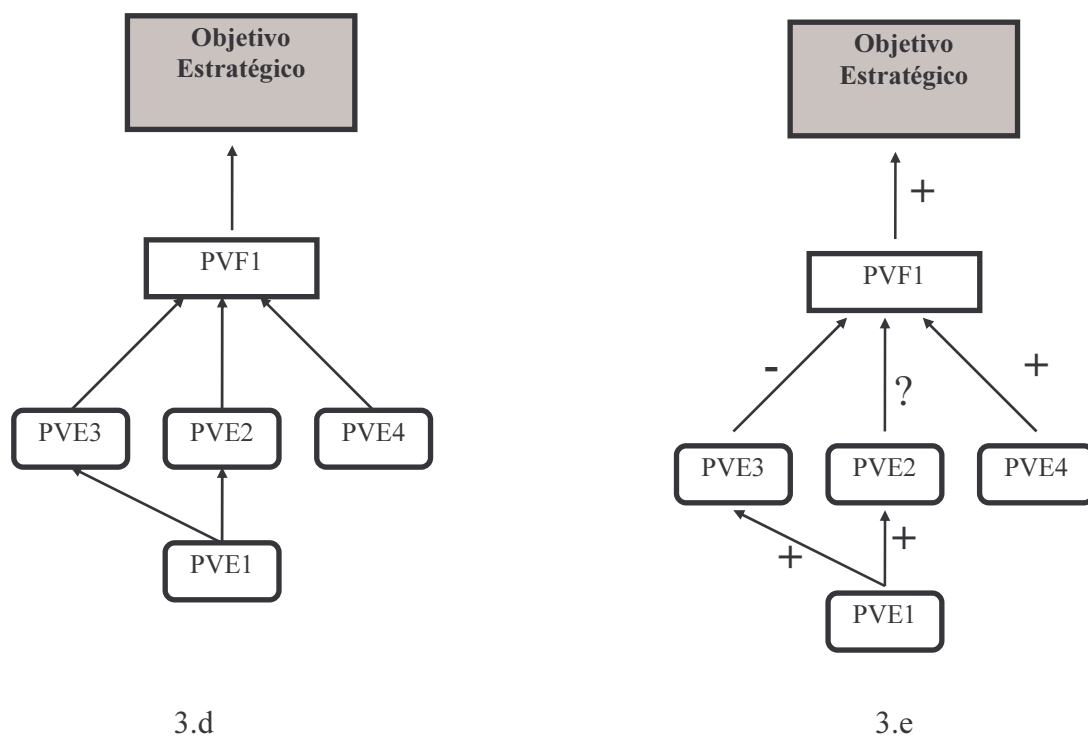 Objetivo
Estratégico
PVF1
PVE3
PVE2
PVE4
PVE1
3.d
Objetivo
Estratégico
+
PVF1
-
?
+
PVE3
PVE2
PVE4
+
+
PVE1
3.e